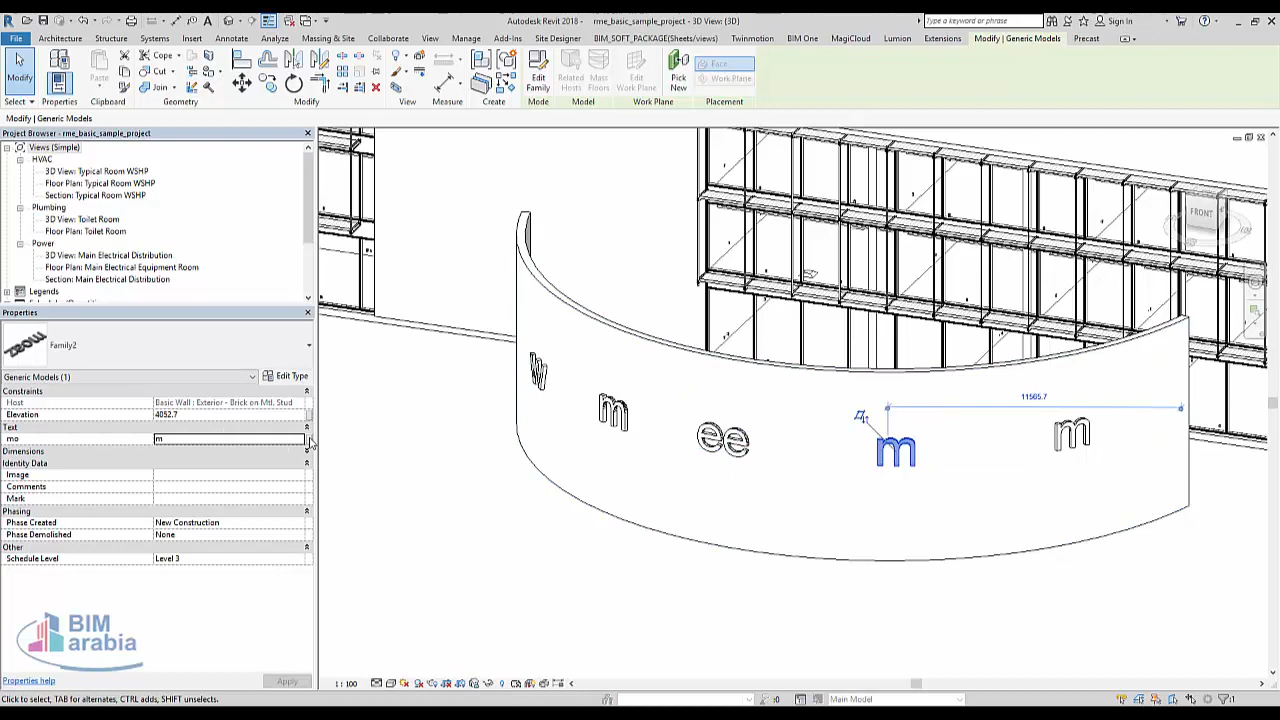 Autodesk Revit 2018 - rme_basic_sample_project - 3D View: {3D}
Type a keyword or phrase
Sign In
File Architecture Structure Systems Insert Annotate Analyze Massing & Site Collaborate View Manage Add-Ins Site Designer BIM_SOFT_PACKAGE(Sheets/views) Twinmotion BIM One MagiCloud Lumion Extensions Modify | Generic Models Precast
Modify
Properties
Paste
Cope
Cut
Join
Edit Family
Related Hosts
Mass Floors
Edit Work Plane
Pick New
Face
Work Plane
Select Properties Clipboard Geometry Modify View Measure Create Mode Model Work Plane Placement
Modify | Generic Models
Project Browser - rme_basic_sample_project
Views (Simple)
HVAC
3D View: Typical Room WSHP
Floor Plan: Typical Room WSHP
Section: Typical Room WSHP
Plumbing
3D View: Toilet Room
Floor Plan: Toilet Room
Power
3D View: Main Electrical Distribution
Floor Plan: Main Electrical Equipment Room
Section: Main Electrical Distribution
Legends
Properties
Family2
Generic Models (1)
Edit Type
Constraints
Host Basic Wall : Exterior - Brick on Mtl. Stud
Elevation 4052.7
Text
mo m
Dimensions
Identity Data
Image
Comments
Mark
Phasing
Phase Created New Construction
Phase Demolished None
Other
Schedule Level Level 3
BIM
arabia
Properties help
Apply
FRONT
11565.7
m
ee
m
m
1 : 100
Click to select, TAB for alternates, CTRL adds, SHIFT unselects.
:0
Main Model
:1